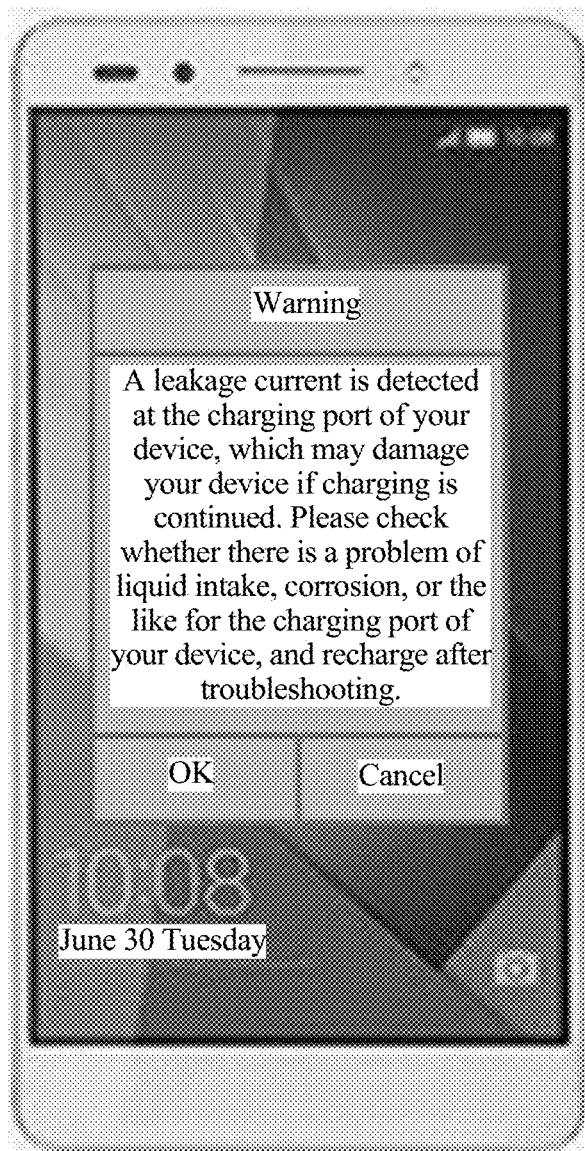 10:08
Warning
A leakage current is detected
at the charging port of your
device, which may damage
your device if charging is
continued. Please check
whether there is a problem of
liquid intake, corrosion, or the
like for the charging port of
your device, and recharge after
troubleshooting.
OK Cancel
10:08
June 30 Tuesday